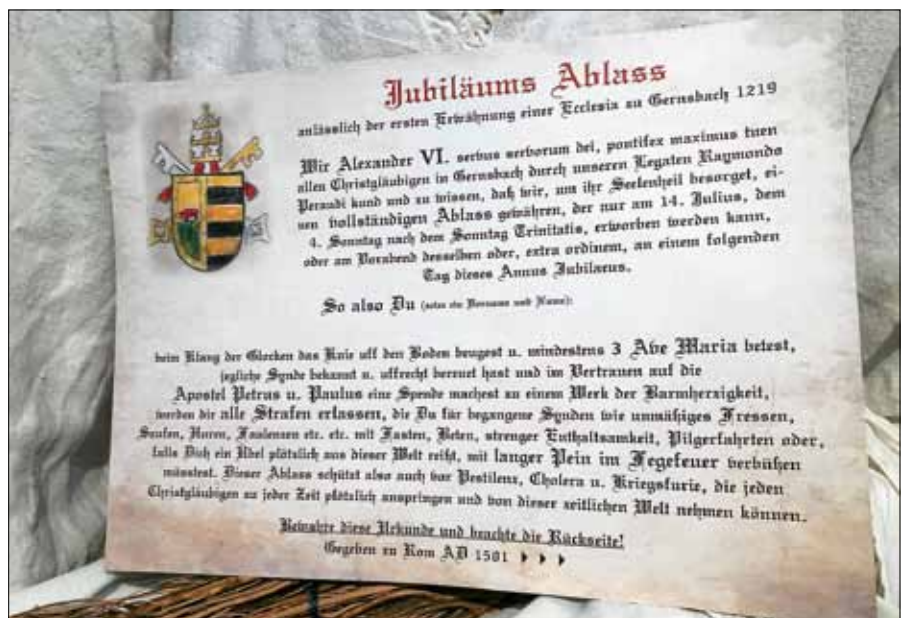 Jubiläums Ablass
anlässlich der ersten Erwähnung einer Ecclesia zu Gernsbach 1219
Wir Alexander VI. servus servorum dei, pontifex maximus tuen
allen Christgläubigen in Gernsbach durch unseren Legaten Raymondo
Peraudi kund und zu wissen, daß wir, um ihr Seelenheil besorget, ei-
nen vollständigen Ablass gewähren, der nur am 14. Julius, dem
4. Sonntag nach dem Sonntag Trinitatis, erworben werden kann,
oder am Vorabend desselben oder, extra ordinem, an einem folgenden
Tag dieses Annus Jubilaeus.
So also Du (setze ein Vorname und Name):
beim Klang der Glocken das Knie uff den Boden beugest u. mindestens 3 Ave Maria betest,
jegliche Synde bekannt u. uffrecht bereuet hast und im Vertrauen auf die
Apostel Petrus u. Paulus eine Spende machest zu einem Werk der Barmherzigkeit,
werden dir alle Strafen erlassen, die Du für begangene Synden wie unmäßiges Fressen,
Saufen, Huren, Faulenzen etc. etc. mit Fasten, Beten, strenger Enthaltsamkeit, Pilgerfahrten oder,
falls Dich ein Übel plötzlich aus dieser Welt reißt, mit langer Pein im Fegefeuer verbüßen
müsstest. Dieser Ablass schützt also auch vor Pestilenz, Cholera u. Kriegsfurie, die jeden
Christgläubigen zu jeder Zeit plötzlich anspringen und von dieser zeitlichen Welt nehmen können.
Bewahre diese Urkunde und beachte die Rückseite!
Gegeben zu Rom AD 1501